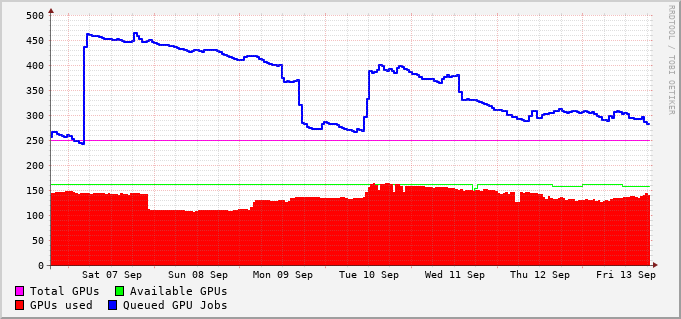 500
450
400
350
300
250
200
150
100
50
0
Sat 07 Sep Sun 08 Sep Mon 09 Sep Tue 10 Sep Wed 11 Sep Thu 12 Sep Fri 13 Sep
Total GPUs Available GPUs
GPUs used Queued GPU Jobs
RRDTOOL / TOBI OETIKER